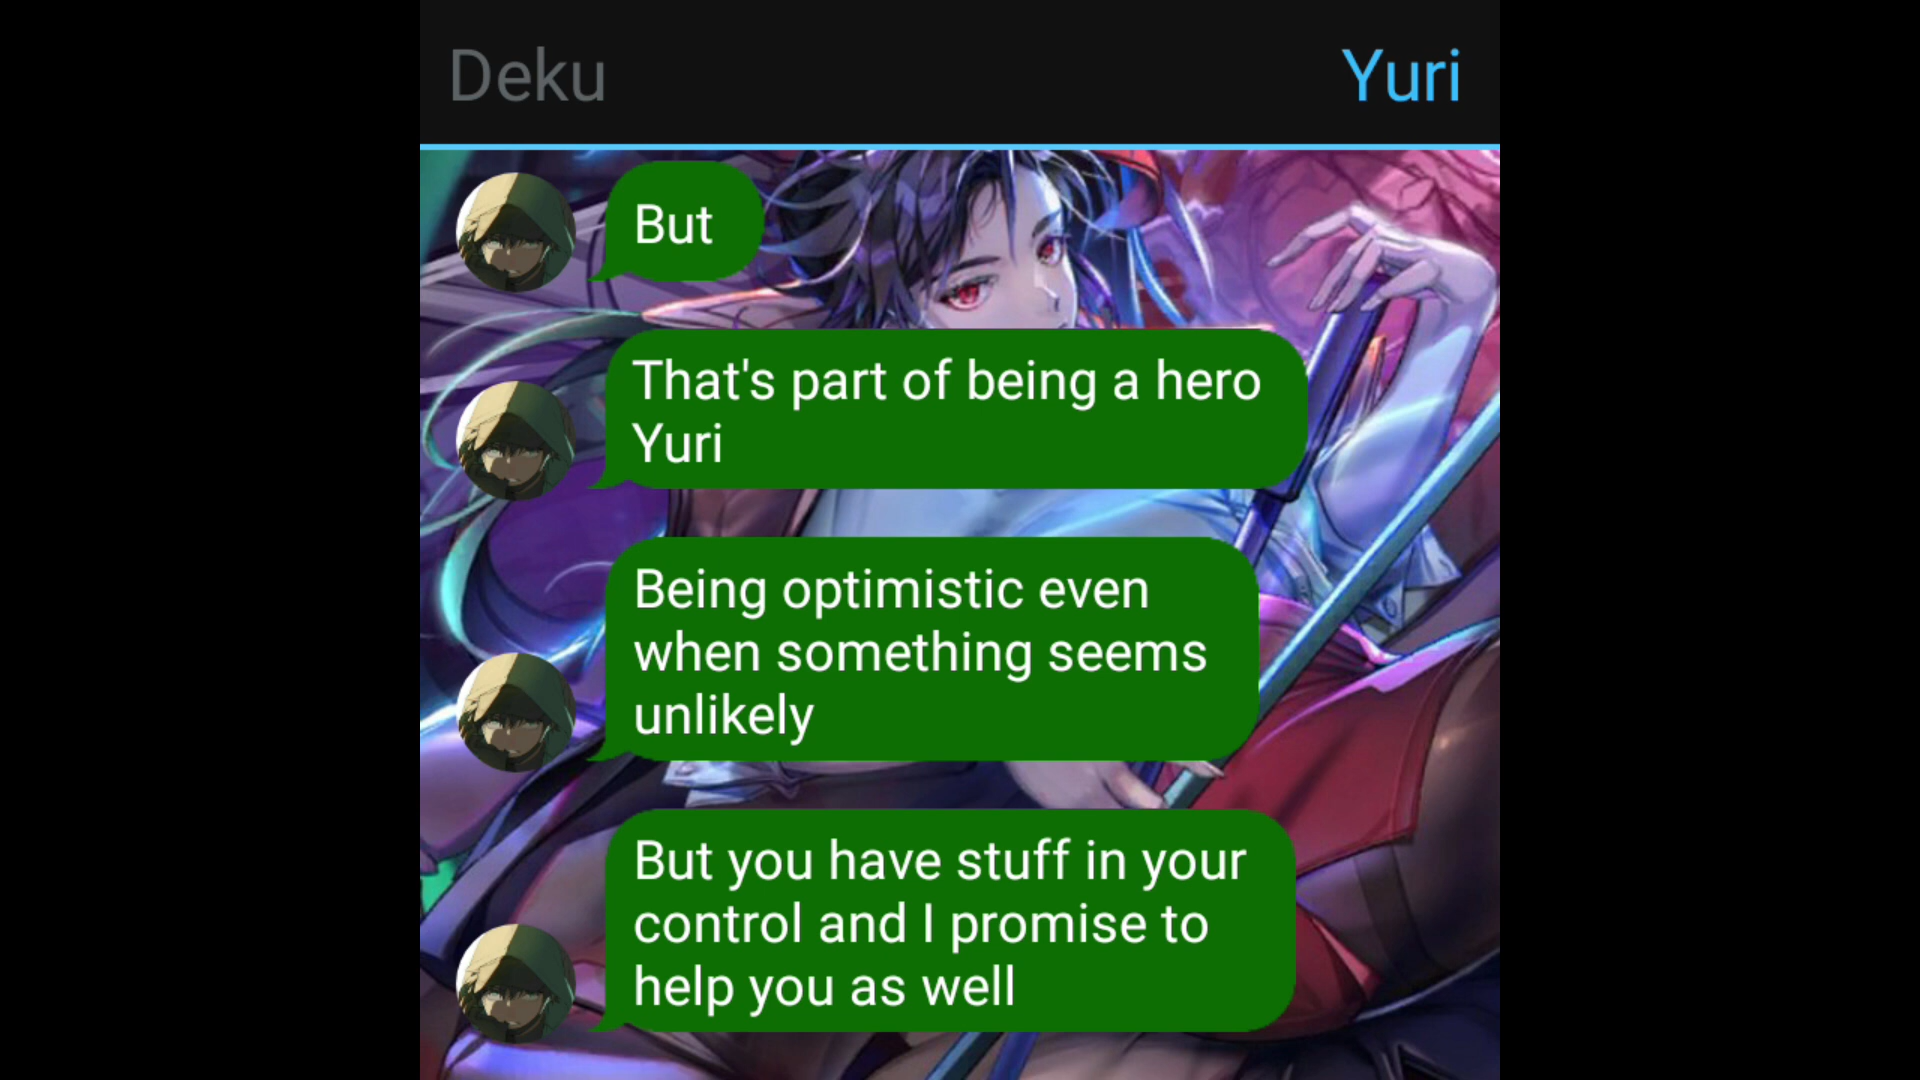 Deku
Yuri
But
That's part of being a hero
Yuri
Being optimistic even
when something seems
unlikely
But you have stuff in your
control and I promise to
help you as well